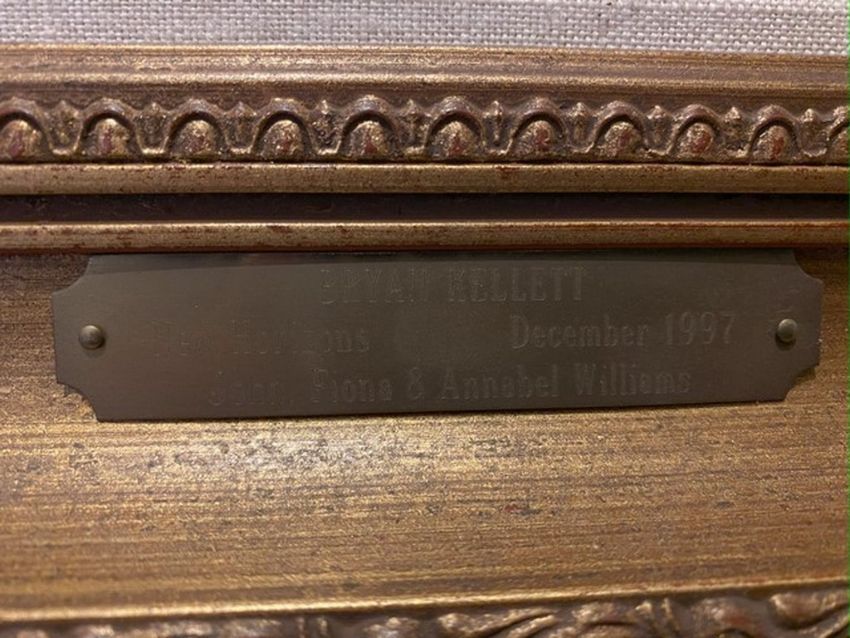 BRYAN KELLETT
New Horizons December 1997
John, Fiona & Annabel Williams